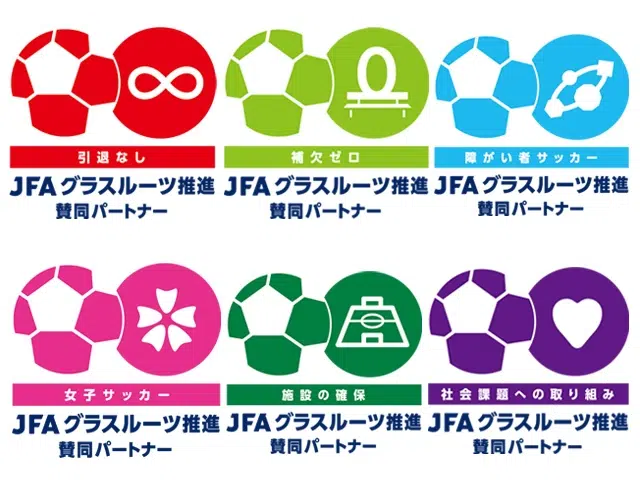 0
引退なし
補欠ゼロ
障がい者サッカー
JFAグラスルーツ推進
賛同パートナー
JFAグラスルーツ推進
賛同パートナー
JFAグラスルーツ推進
賛同パートナー
女子サッカー
施設の確保
社会課題への取り組み
JFAグラスルーツ推進
賛同パートナー
JFAグラスルーツ推進
賛同パートナー
JFAグラスルーツ推進
賛同パートナー